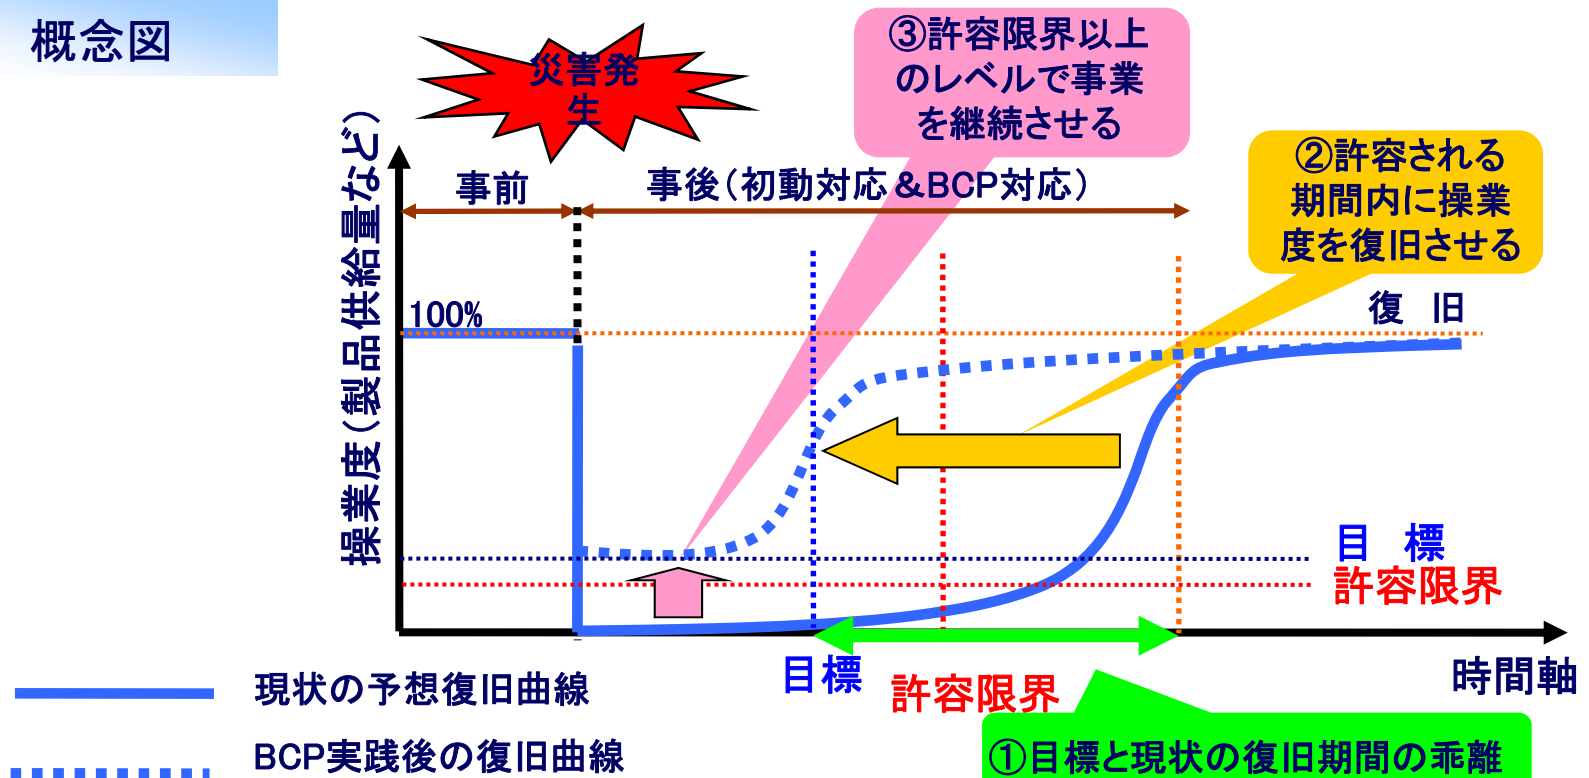 概念図
災害発
生
③許容限界以上
のレベルで事業
を継続させる
②許容される
期間内に操業
度を復旧させる
事前
事後（初動対応＆BCP対応）
操業度（製品供給量など）
100%
復　旧
目　標
許容限界
目標
許容限界
時間軸
現状の予想復旧曲線
BCP実践後の復旧曲線
①目標と現状の復旧期間の乖離